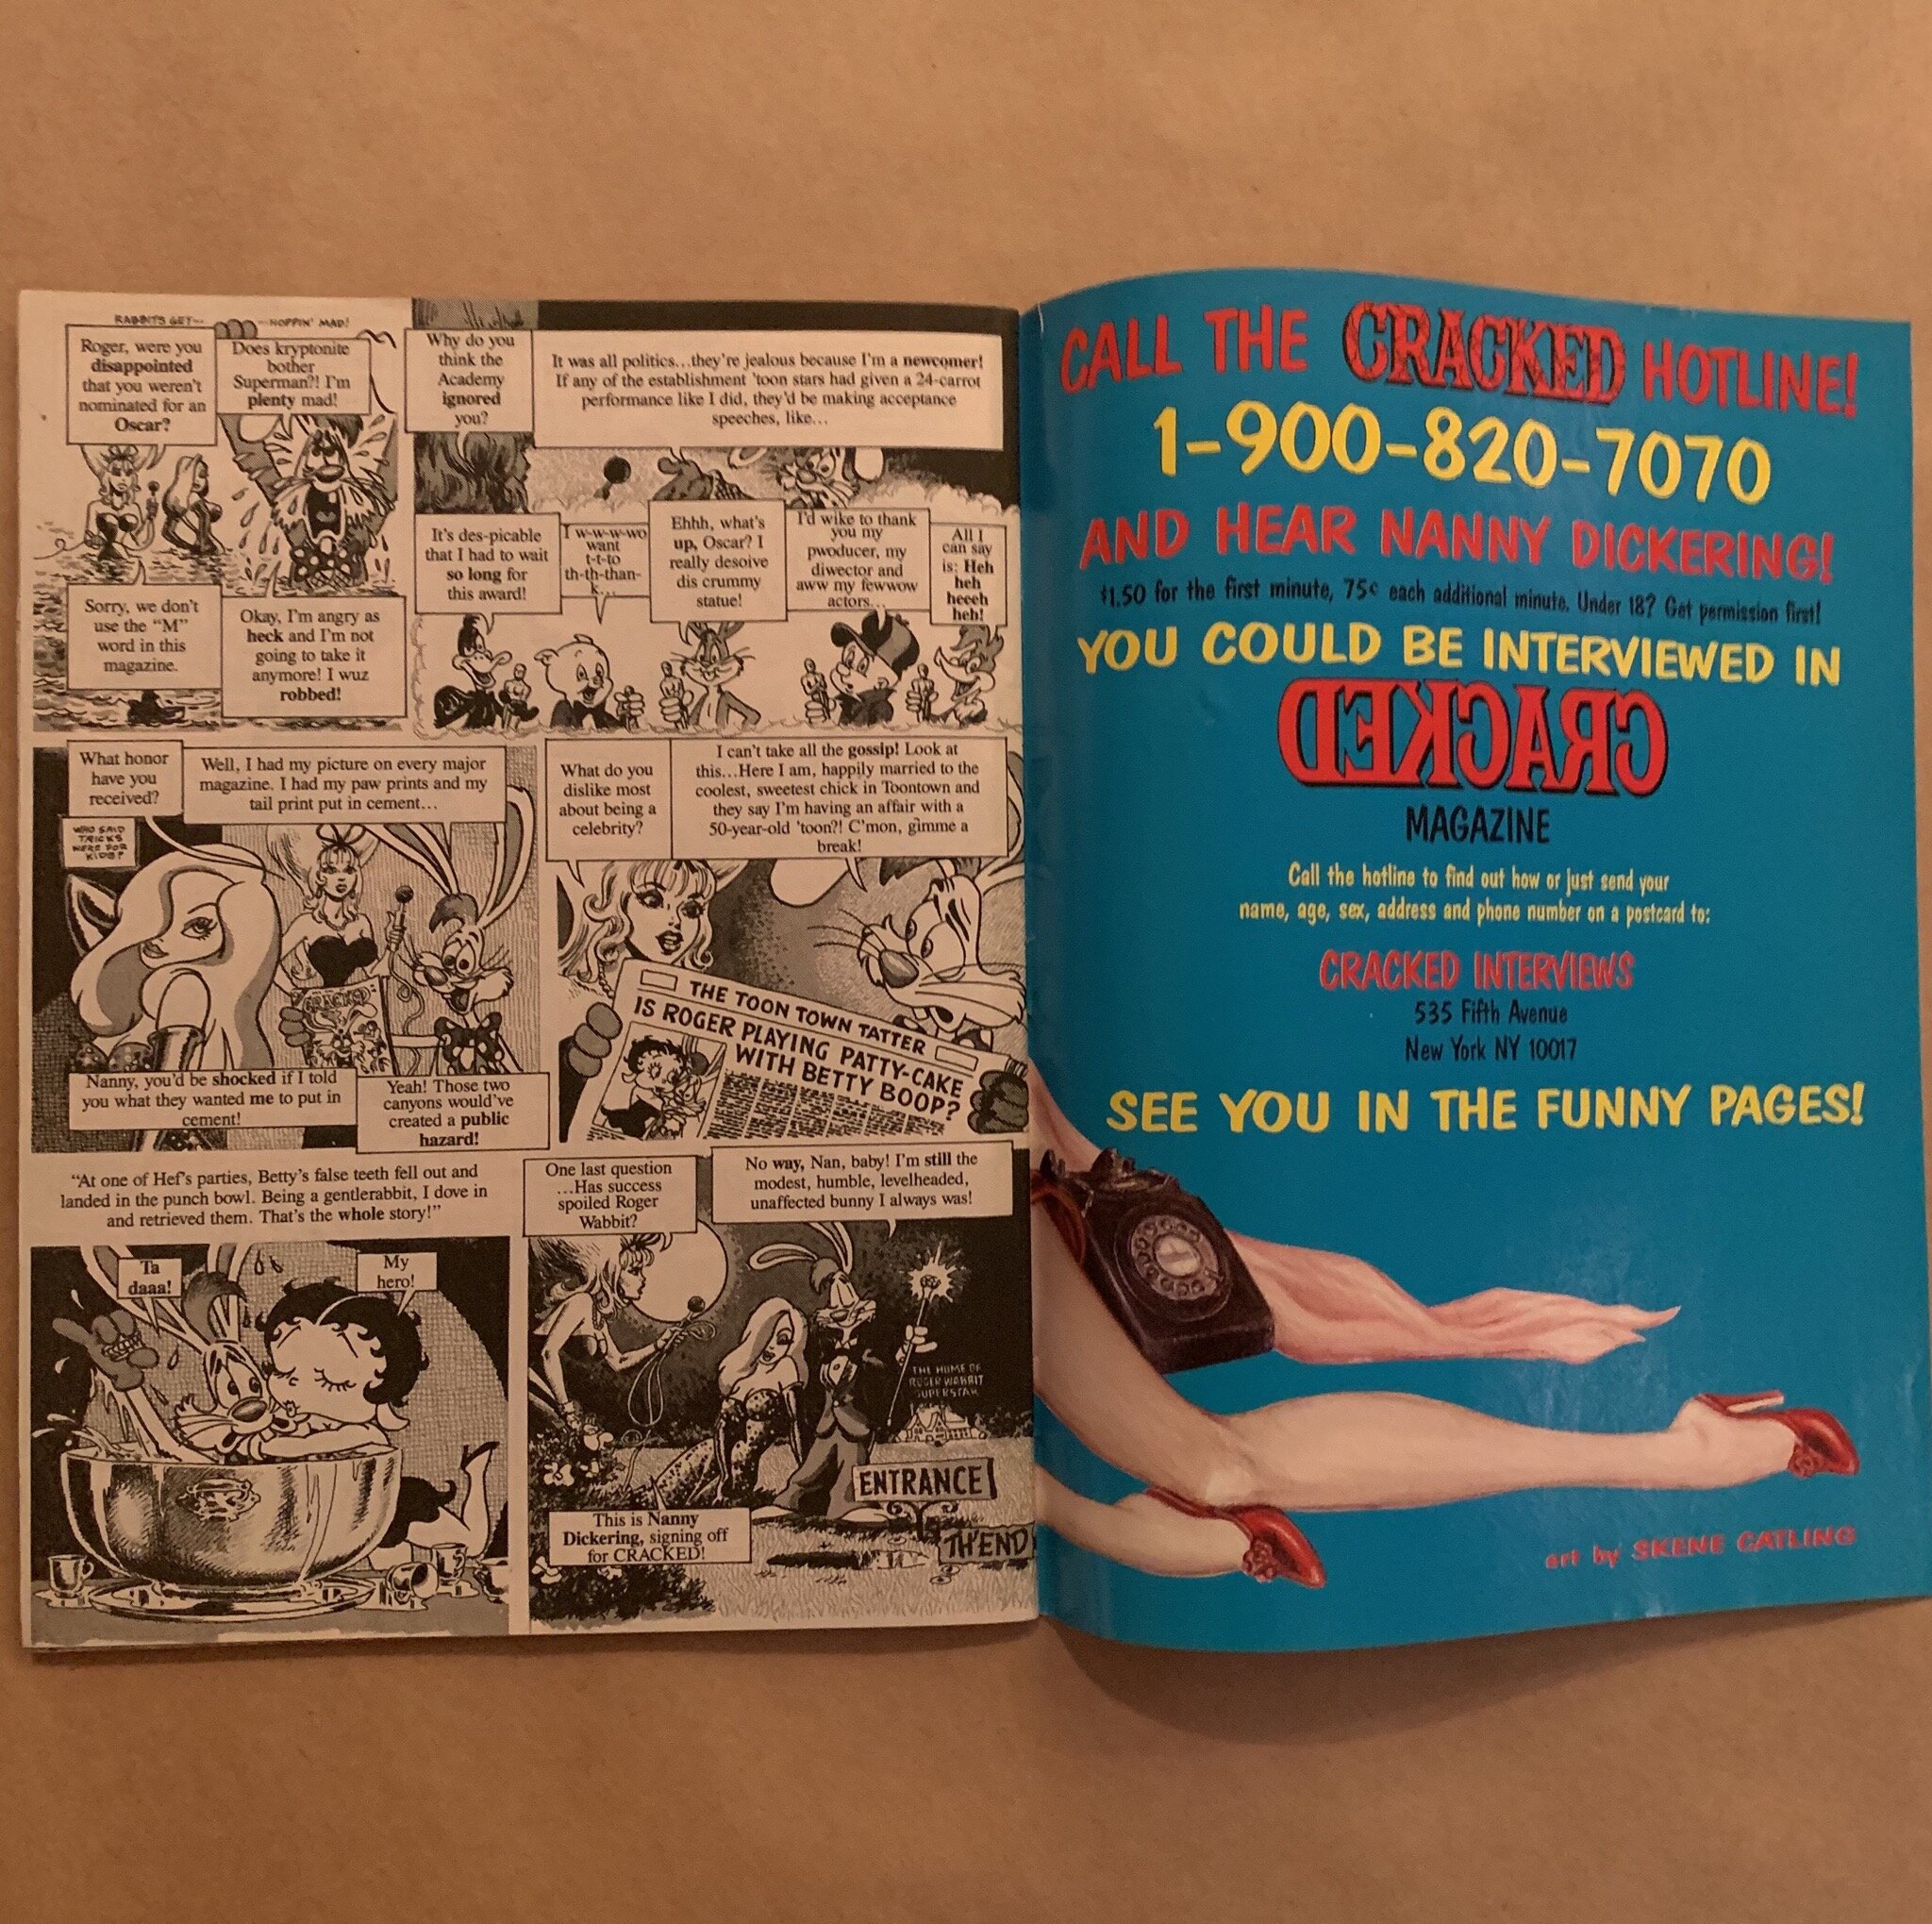 RABBITS GET--
--HOPPIN' MAD!
Roger, were you
disappointed
that you weren't
nominated for an
Oscar?
Does kryptonite
bother
Superman?! I'm
plenty mad!
Sorry, we don't
use the “M”
word in this
magazine.
Okay, I'm angry as
heck and I'm not
going to take it
anymore! I wuz
robbed!
Why do you
think the
Academy
ignored
you?
It was all politics…they're jealous because I'm a newcomer!
If any of the establishment 'toon stars had given a 24-carrot
performance like I did, they'd be making acceptance
speeches, like…
It's des-picable
that I had to wait
so long for
this award!
I w-w-w-wo
want
t-t-to
th-th-than-
k…
Ehhh, what's
up, Oscar? I
really desoive
dis crummy
statue!
I'd wike to thank
you my
pwoducer, my
diwector and
aww my fewwow
actors…
All I
can say
is: Heh
heh
heeeh
heh!
What honor
have you
received?
Well, I had my picture on every major
magazine. I had my paw prints and my
tail print put in cement…
WHO SAID
TRICKS
WERE FOR
KIDS?
CRACKED
Nanny, you'd be shocked if I told
you what they wanted me to put in
cement!
Yeah! Those two
canyons would've
created a public
hazard!
What do you
dislike most
about being a
celebrity?
I can't take all the gossip! Look at
this…Here I am, happily married to the
coolest, sweetest chick in Toontown and
they say I'm having an affair with a
50-year-old 'toon?! C'mon, gimme a
break!
THE TOON TOWN TATTER
IS ROGER PLAYING PATTY-CAKE
WITH BETTY BOOP?
“At one of Hef's parties, Betty's false teeth fell out and
landed in the punch bowl. Being a gentlerabbit, I dove in
and retrieved them. That's the whole story!”
Ta
daaa!
My
hero!
One last question
…Has success
spoiled Roger
Wabbit?
No way, Nan, baby! I'm still the
modest, humble, levelheaded,
unaffected bunny I always was!
THE HOME OF
ROGER WABBIT
SUPERSTAR
ENTRANCE
This is Nanny
Dickering, signing off
for CRACKED!
TH'END
CALL THE CRACKED HOTLINE!
1-900-820-7070
AND HEAR NANNY DICKERING!
$1.50 for the first minute, 75¢ each additional minute. Under 18? Get permission first!
YOU COULD BE INTERVIEWED IN
CRACKED
MAGAZINE
Call the hotline to find out how or just send your
name, age, sex, address and phone number on a postcard to:
CRACKED INTERVIEWS
535 Fifth Avenue
New York NY 10017
SEE YOU IN THE FUNNY PAGES!
art by SKENE CATLING